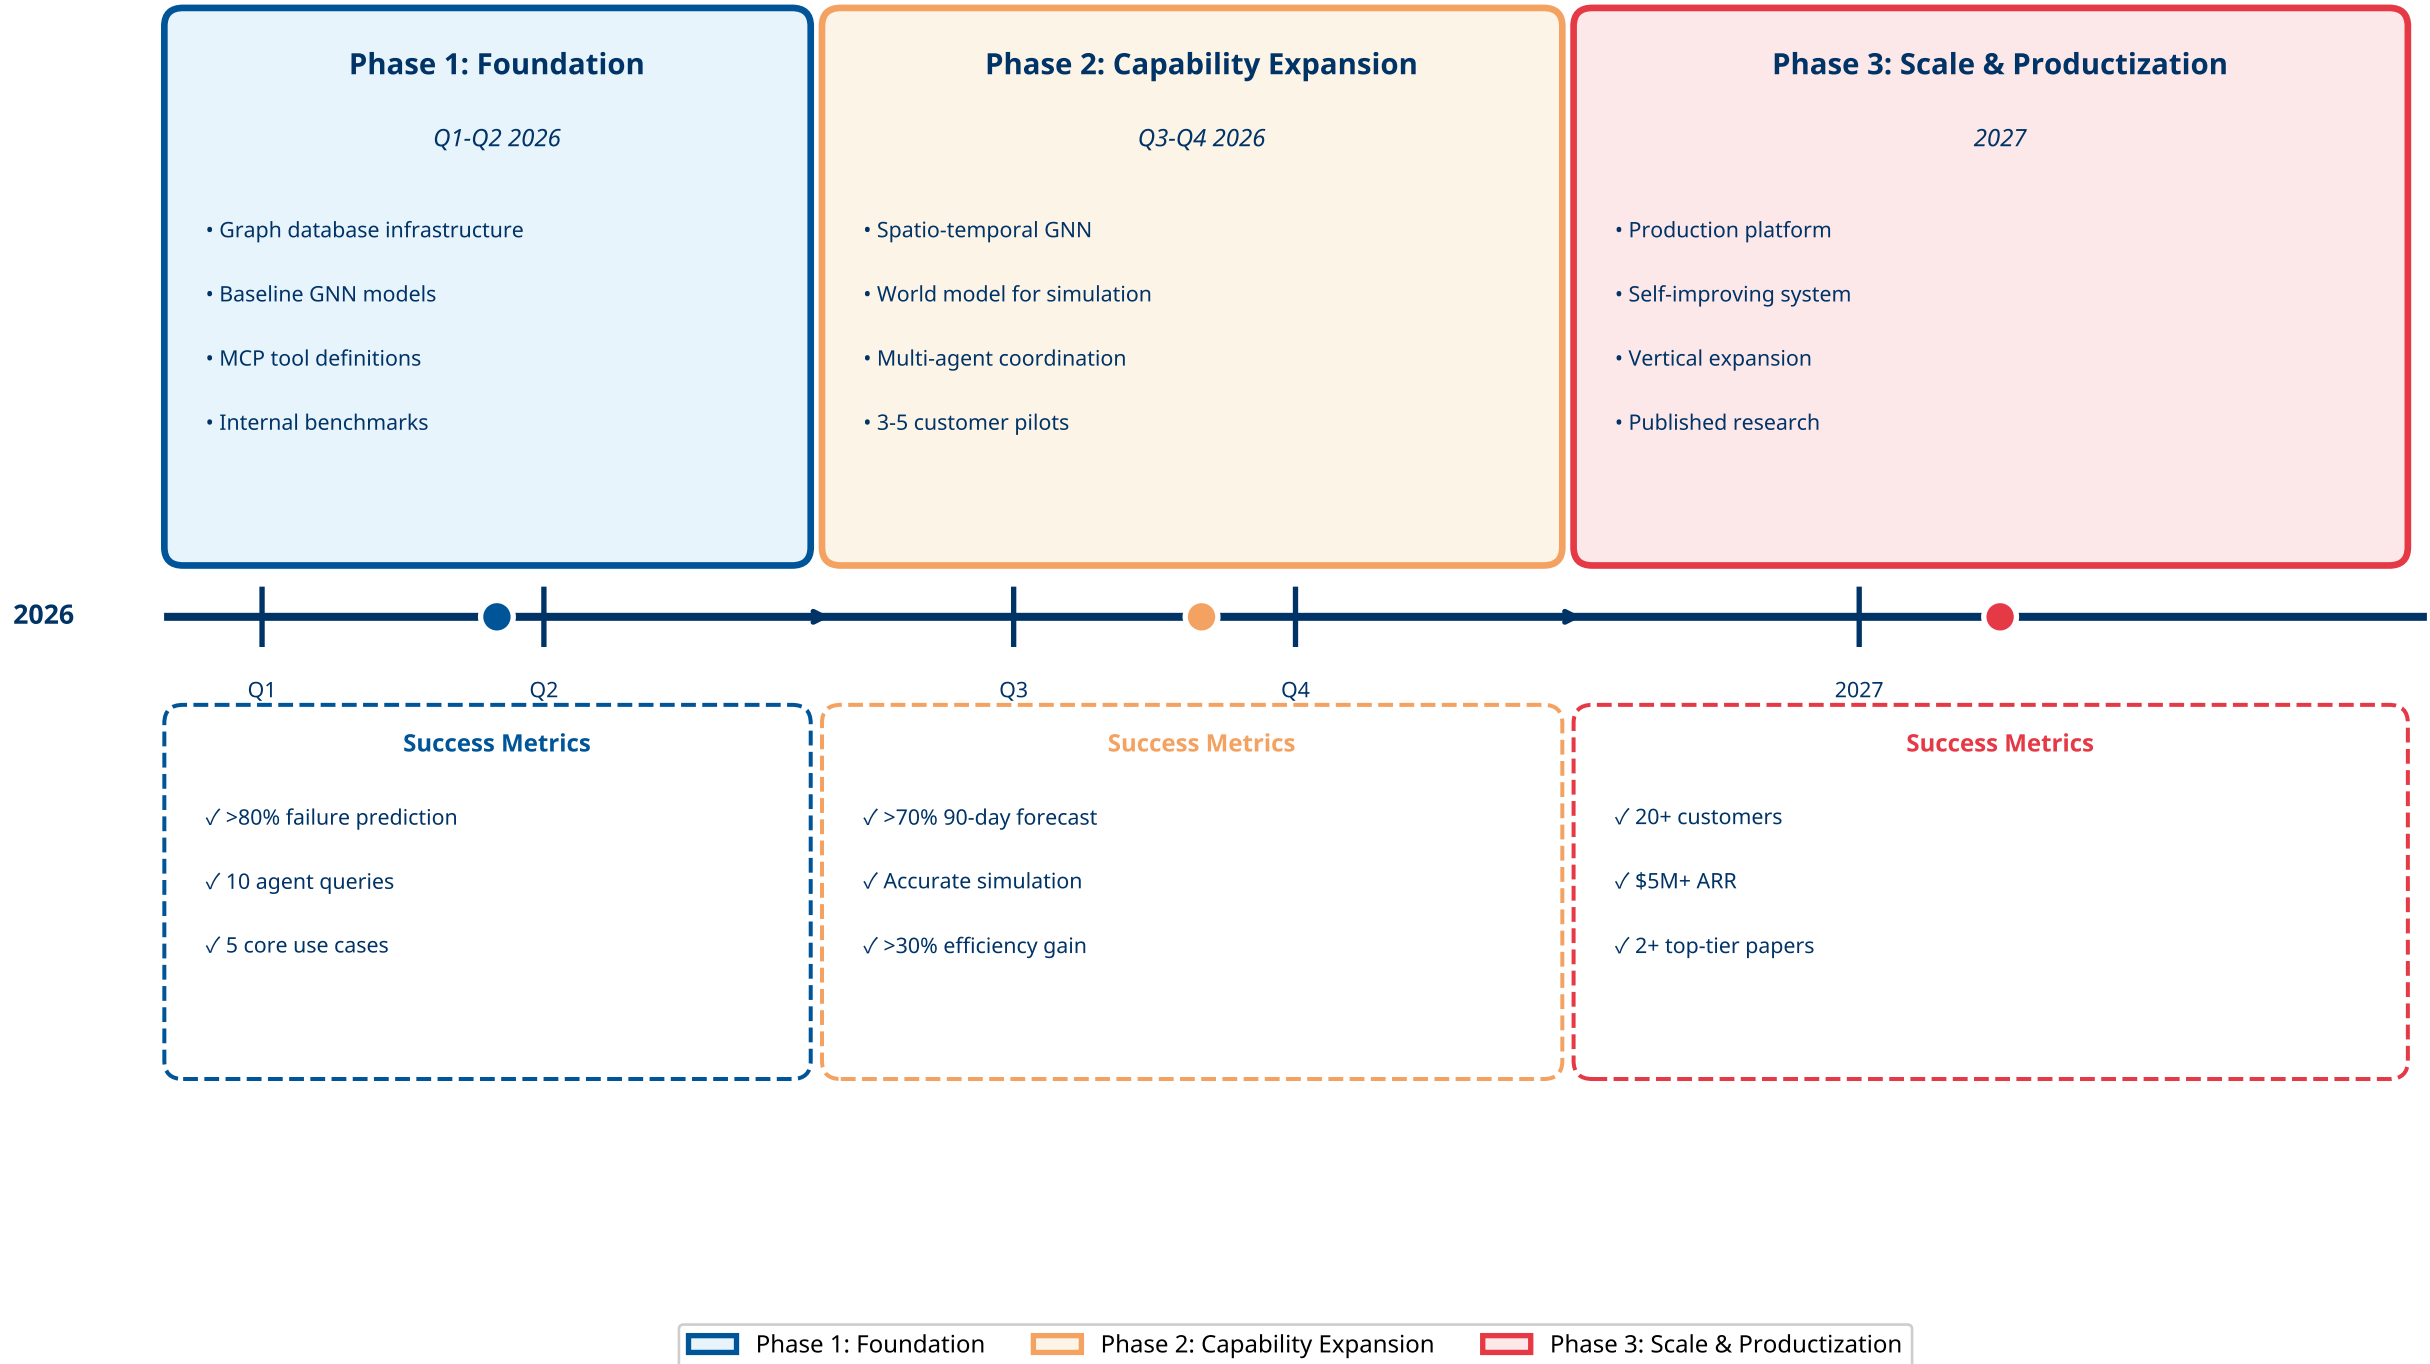 Phase 1: Foundation
Q1-Q2 2026
• Graph database infrastructure
• Baseline GNN models
• MCP tool definitions
• Internal benchmarks
Phase 2: Capability Expansion
Q3-Q4 2026
• Spatio-temporal GNN
• World model for simulation
• Multi-agent coordination
• 3-5 customer pilots
Phase 3: Scale & Productization
2027
• Production platform
• Self-improving system
• Vertical expansion
• Published research
2026
Q1
Q2
Q3
Q4
2027
Success Metrics
✓ >80% failure prediction
✓ 10 agent queries
✓ 5 core use cases
Success Metrics
✓ >70% 90-day forecast
✓ Accurate simulation
✓ >30% efficiency gain
Success Metrics
✓ 20+ customers
✓ $5M+ ARR
✓ 2+ top-tier papers
Phase 1: Foundation
Phase 2: Capability Expansion
Phase 3: Scale & Productization